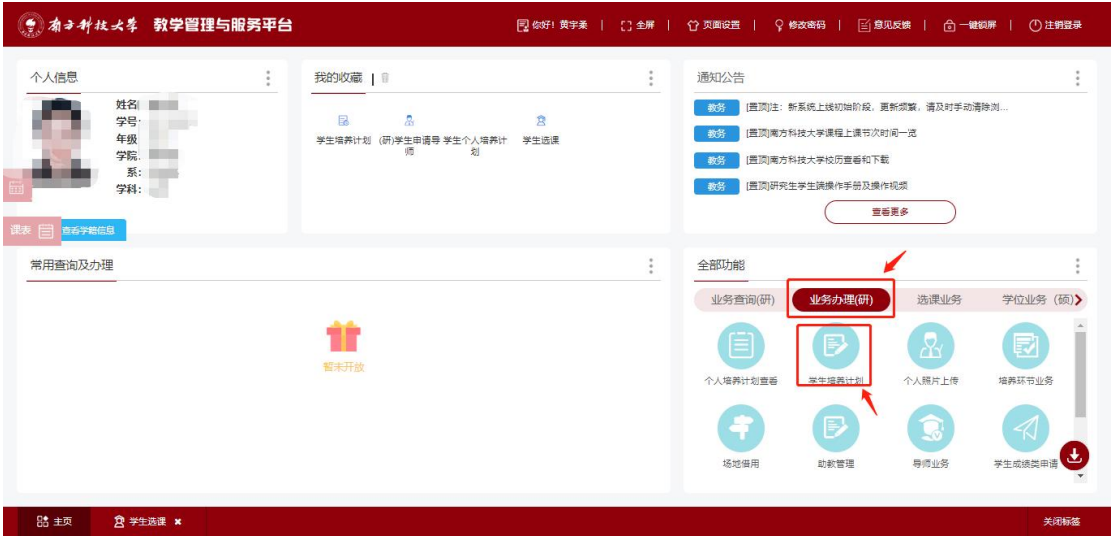 南方科技大学 教学管理与服务平台
你好！黄宇柔 | 全屏 | 页面设置 | 修改密码 | 意见反馈 | 一键锁屏 | 注销登录
个人信息
姓名
学号:
年级
学院:
系:
学科:
课表
查看学籍信息
我的收藏 |
学生培养计划 (研)学生申请导师 学生个人培养计划 学生选课
通知公告
教务 [置顶]注：新系统上线初始阶段，更新频繁，请及时手动清除浏...
教务 [置顶]南方科技大学课程上课节次时间一览
教务 [置顶]南方科技大学校历查看和下载
教务 [置顶]研究生学生端操作手册及操作视频
查看更多
常用查询及办理
暂未开放
全部功能
业务查询(研) 业务办理(研) 选课业务 学位业务（硕)
个人培养计划查看 学生培养计划 个人照片上传 培养环节业务
场地借用 助教管理 导师业务 学生成绩类申请
主页 学生选课 ×
关闭标签